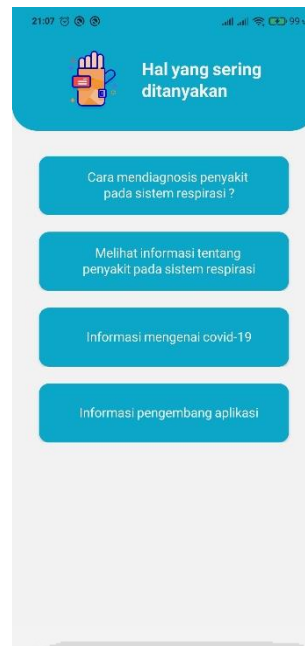 21:07
99
Hal yang sering
ditanyakan
Cara mendiagnosis penyakit
pada sistem respirasi ?
Melihat informasi tentang
penyakit pada sistem respirasi
Informasi mengenai covid-19
Informasi pengembang aplikasi